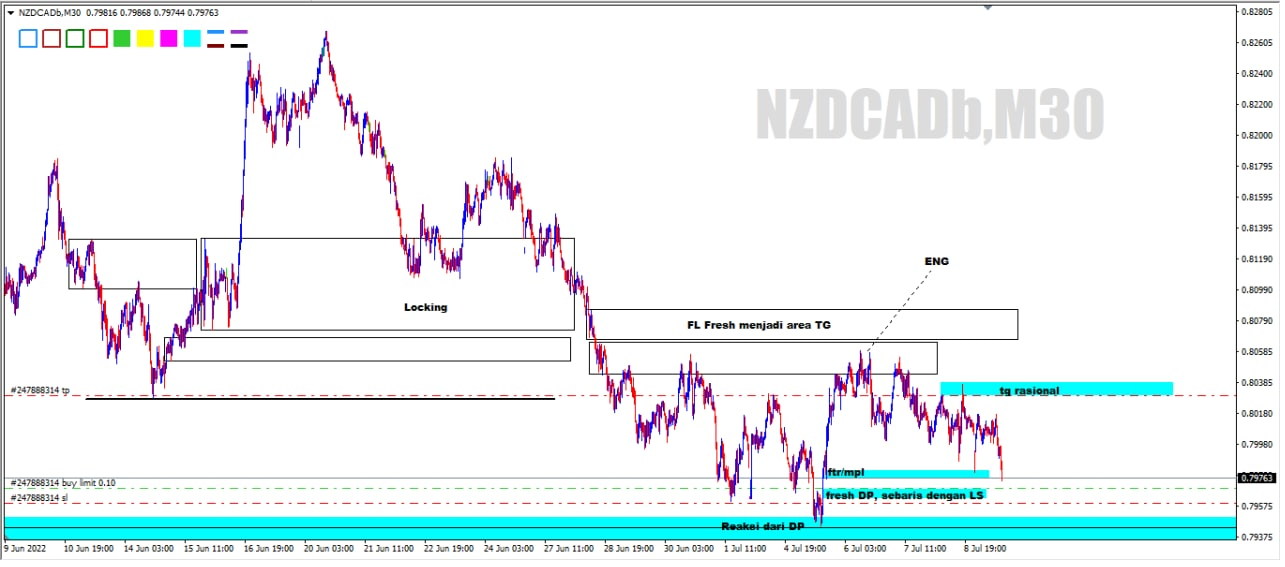 NZDCADb,M30 0.79816 0.79868 0.79744 0.79763
NZDCADb,M30
0.82805
0.82605
0.82400
0.82200
0.82000
0.81795
0.81595
0.81395
0.81190
0.80990
0.80790
0.80585
0.80385
0.80180
0.79980
0.79763
0.79575
0.79375
ENG
Locking
FL Fresh menjadi area TG
#247888314 tp
tg rasional
ftr/mpl
#247888314 buy limit 0.10
fresh DP, sebaris dengan LS
#247888314 sl
Reaksi dari DP
9 Jun 2022
10 Jun 19:00
14 Jun 03:00
15 Jun 11:00
16 Jun 19:00
20 Jun 03:00
21 Jun 11:00
22 Jun 19:00
24 Jun 03:00
27 Jun 11:00
28 Jun 19:00
30 Jun 03:00
1 Jul 11:00
4 Jul 19:00
6 Jul 03:00
7 Jul 11:00
8 Jul 19:00